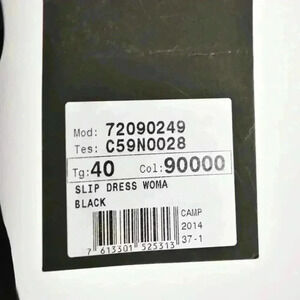 Mod: 72090249
Tes: C59N0028
Tg: 40 Col: 90000
SLIP DRESS WOMA
BLACK
CAMP
2014
37-1
7 613301 525313